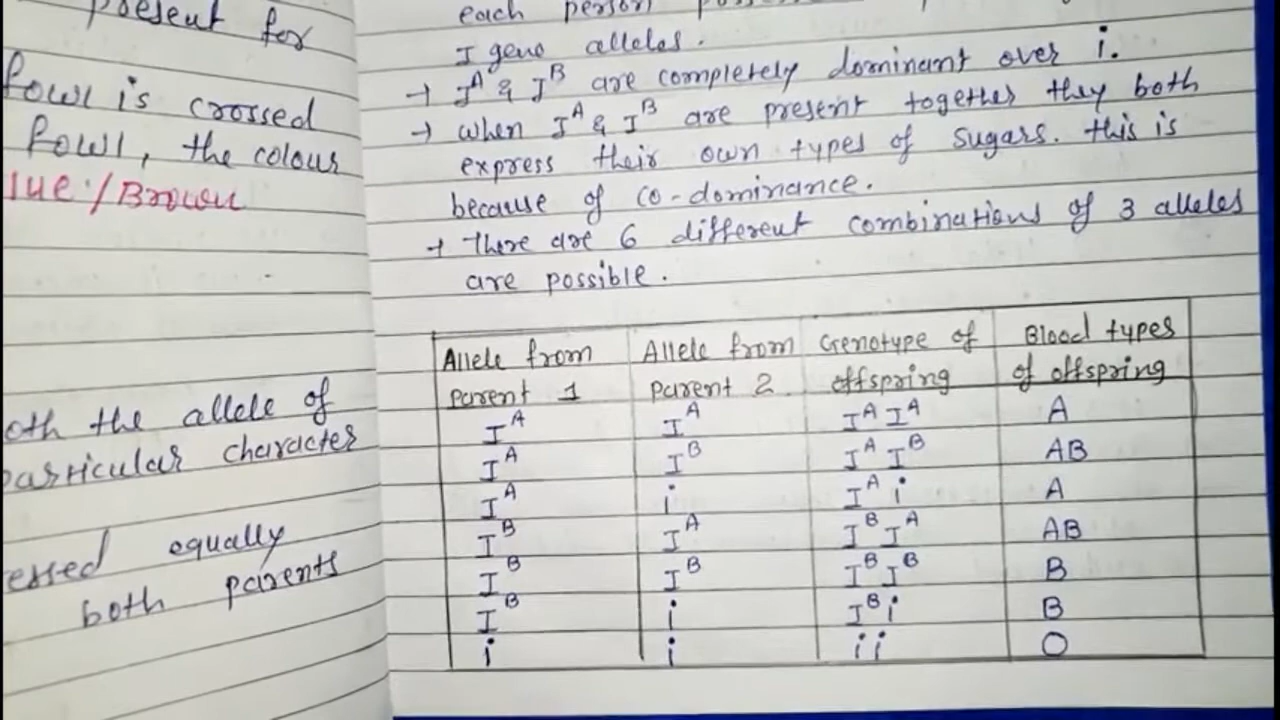 present for
fowl is crossed
fowl, the colour
lue / Brown
oth the allele of
particular character
essed equally
both parents
each person
I gene alleles.
→ I^A & I^B are completely dominant over i.
→ When I^A & I^B are present together they both
express their own types of sugars. this is
because of co-dominance.
→ There are 6 different combinations of 3 alleles
are possible.
Allele from Parent 1 | Allele from Parent 2 | Genotype of offspring | Blood types of offspring
I^A | I^A | I^A I^A | A
I^A | I^B | I^A I^B | AB
I^A | i | I^A i | A
I^B | I^A | I^B I^A | AB
I^B | I^B | I^B I^B | B
I^B | i | I^B i | B
i | i | i i | O